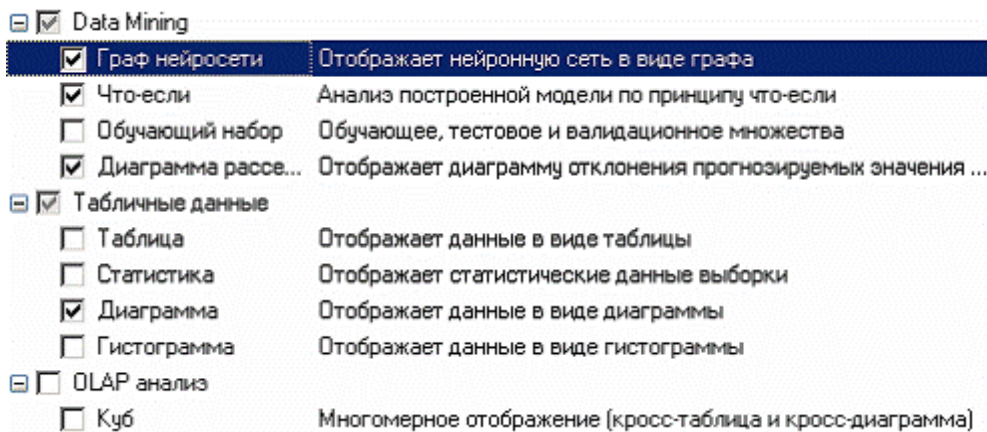 Data Mining
Граф нейросети Отображает нейронную сеть в виде графа
Что-если Анализ построенной модели по принципу что-если
Обучающий набор Обучающее, тестовое и валидационное множества
Диаграмма рассе... Отображает диаграмму отклонения прогнозируемых значения ...
Табличные данные
Таблица Отображает данные в виде таблицы
Статистика Отображает статистические данные выборки
Диаграмма Отображает данные в виде диаграммы
Гистограмма Отображает данные в виде гистограммы
OLAP анализ
Куб Многомерное отображение (кросс-таблица и кросс-диаграмма)